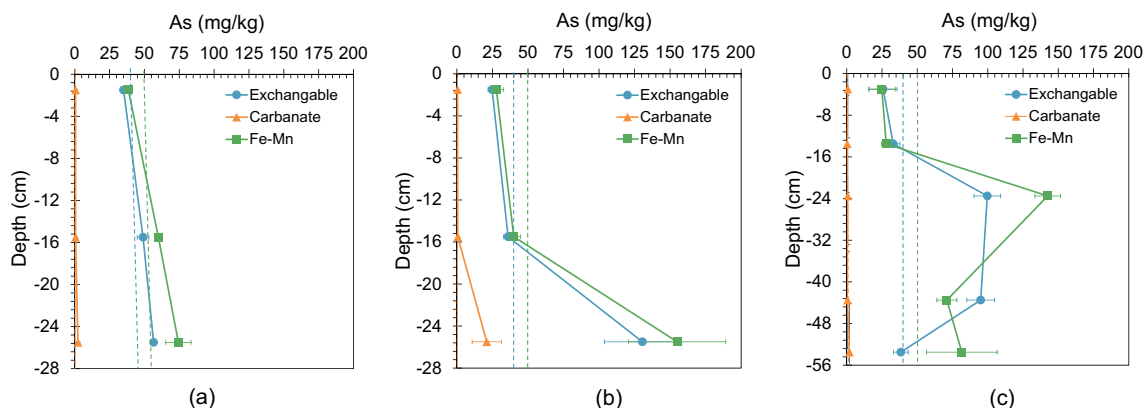 As (mg/kg)
0 25 50 75 100 125 150 175 200
0
-4
-8
-12
-16
-20
-24
-28
Depth (cm)
Exchangable
Carbanate
Fe-Mn
(a)
As (mg/kg)
0 25 50 75 100 125 150 175 200
0
-4
-8
-12
-16
-20
-24
-28
Depth (cm)
Exchangable
Carbanate
Fe-Mn
(b)
As (mg/kg)
0 25 50 75 100 125 150 175 200
0
-8
-16
-24
-32
-40
-48
-56
Depth (cm)
Exchangable
Carbanate
Fe-Mn
(c)